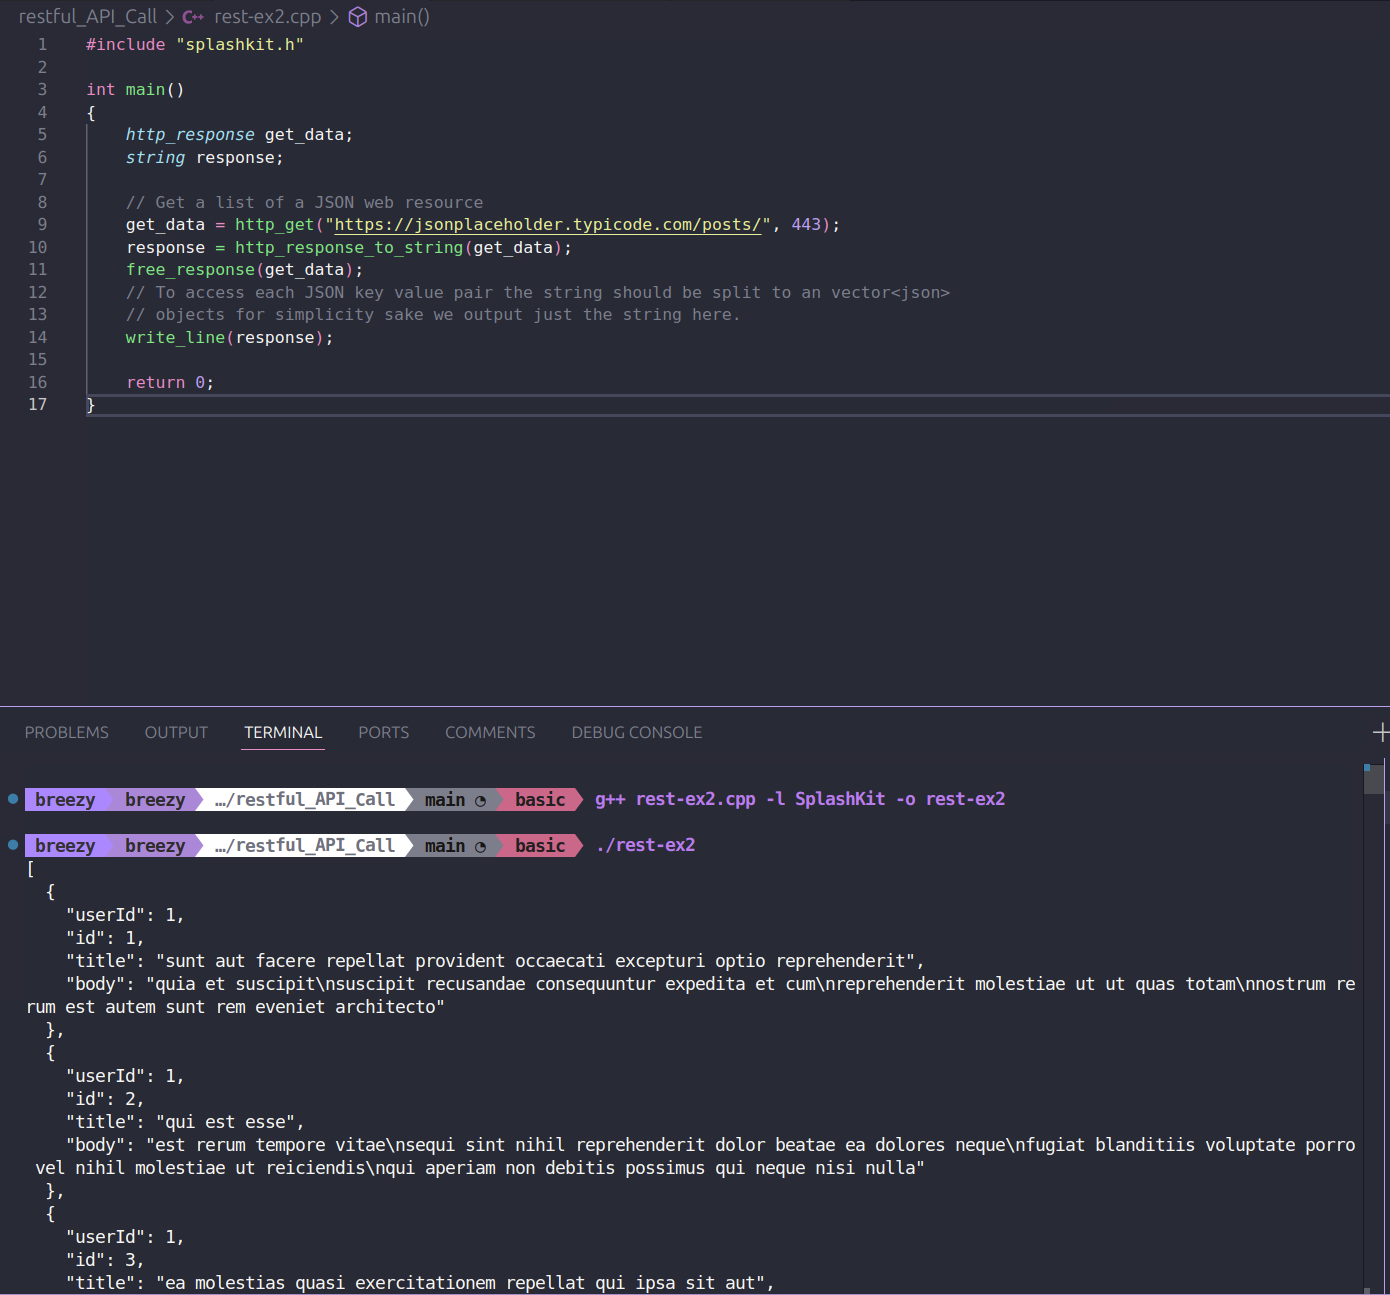 restful_API_Call > C++ rest-ex2.cpp > main()
1 #include "splashkit.h"
2
3 int main()
4 {
5 http_response get_data;
6 string response;
7
8 // Get a list of a JSON web resource
9 get_data = http_get("https://jsonplaceholder.typicode.com/posts/", 443);
10 response = http_response_to_string(get_data);
11 free_response(get_data);
12 // To access each JSON key value pair the string should be split to an vector<json>
13 // objects for simplicity sake we output just the string here.
14 write_line(response);
15
16 return 0;
17 }
PROBLEMS OUTPUT TERMINAL PORTS COMMENTS DEBUG CONSOLE
breezy breezy …/restful_API_Call main basic g++ rest-ex2.cpp -l SplashKit -o rest-ex2
breezy breezy …/restful_API_Call main basic ./rest-ex2
[
{
"userId": 1,
"id": 1,
"title": "sunt aut facere repellat provident occaecati excepturi optio reprehenderit",
"body": "quia et suscipit\nsuscipit recusandae consequuntur expedita et cum\nreprehenderit molestiae ut ut quas totam\nnostrum re
rum est autem sunt rem eveniet architecto"
},
{
"userId": 1,
"id": 2,
"title": "qui est esse",
"body": "est rerum tempore vitae\nsequi sint nihil reprehenderit dolor beatae ea dolores neque\nfugiat blanditiis voluptate porro
vel nihil molestiae ut reiciendis\nqui aperiam non debitis possimus qui neque nisi nulla"
},
{
"userId": 1,
"id": 3,
"title": "ea molestias quasi exercitationem repellat qui ipsa sit aut",